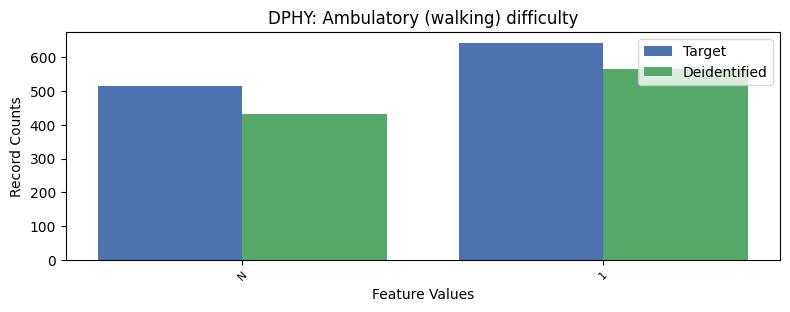 DPHY: Ambulatory (walking) difficulty
Target
Deidentified
600
500
400
300
200
100
0
Record Counts
N
1
Feature Values